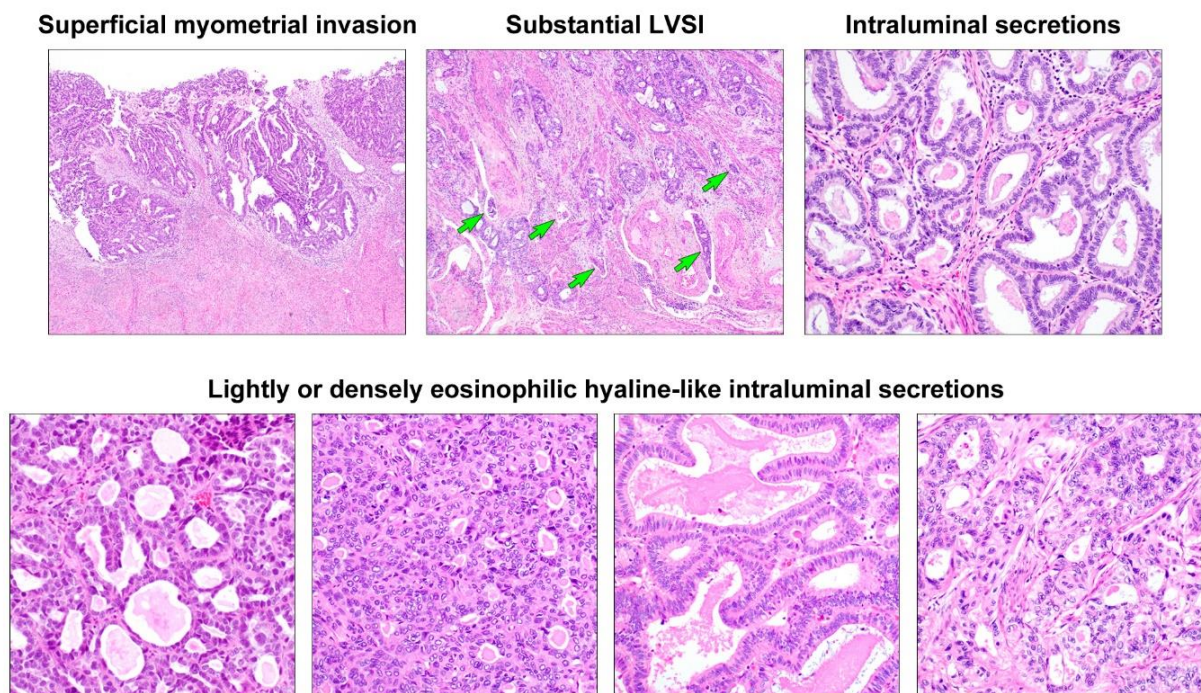 Superficial myometrial invasion
Substantial LVSI
Intraluminal secretions
Lightly or densely eosinophilic hyaline-like intraluminal secretions